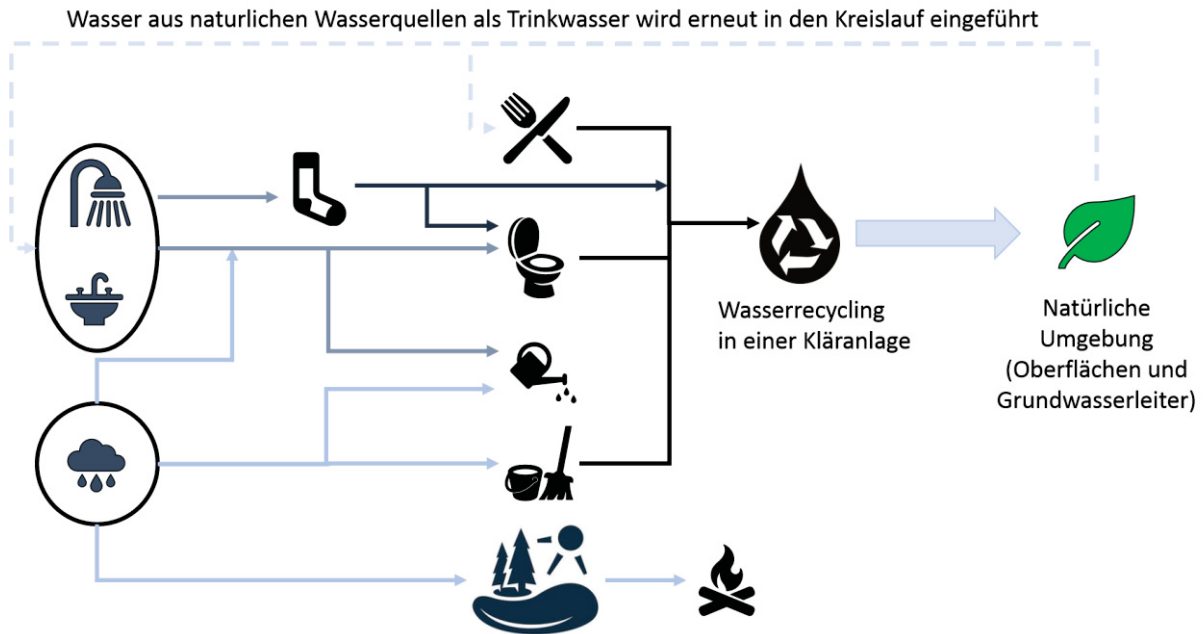 Wasser aus naturlichen Wasserquellen als Trinkwasser wird erneut in den Kreislauf eingeführt
Wasserrecycling
in einer Kläranlage
Natürliche
Umgebung
(Oberflächen und
Grundwasserleiter)